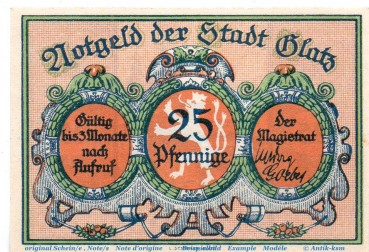 Notgeld der Stadt Glatz
Gültig
bis 3 Monate
nach
Aufruf
25
Pfennige
Der
Magistrat
original Schein/e, Note/s Note d'origine Beispielbild Example Modèle © Antik-ksm